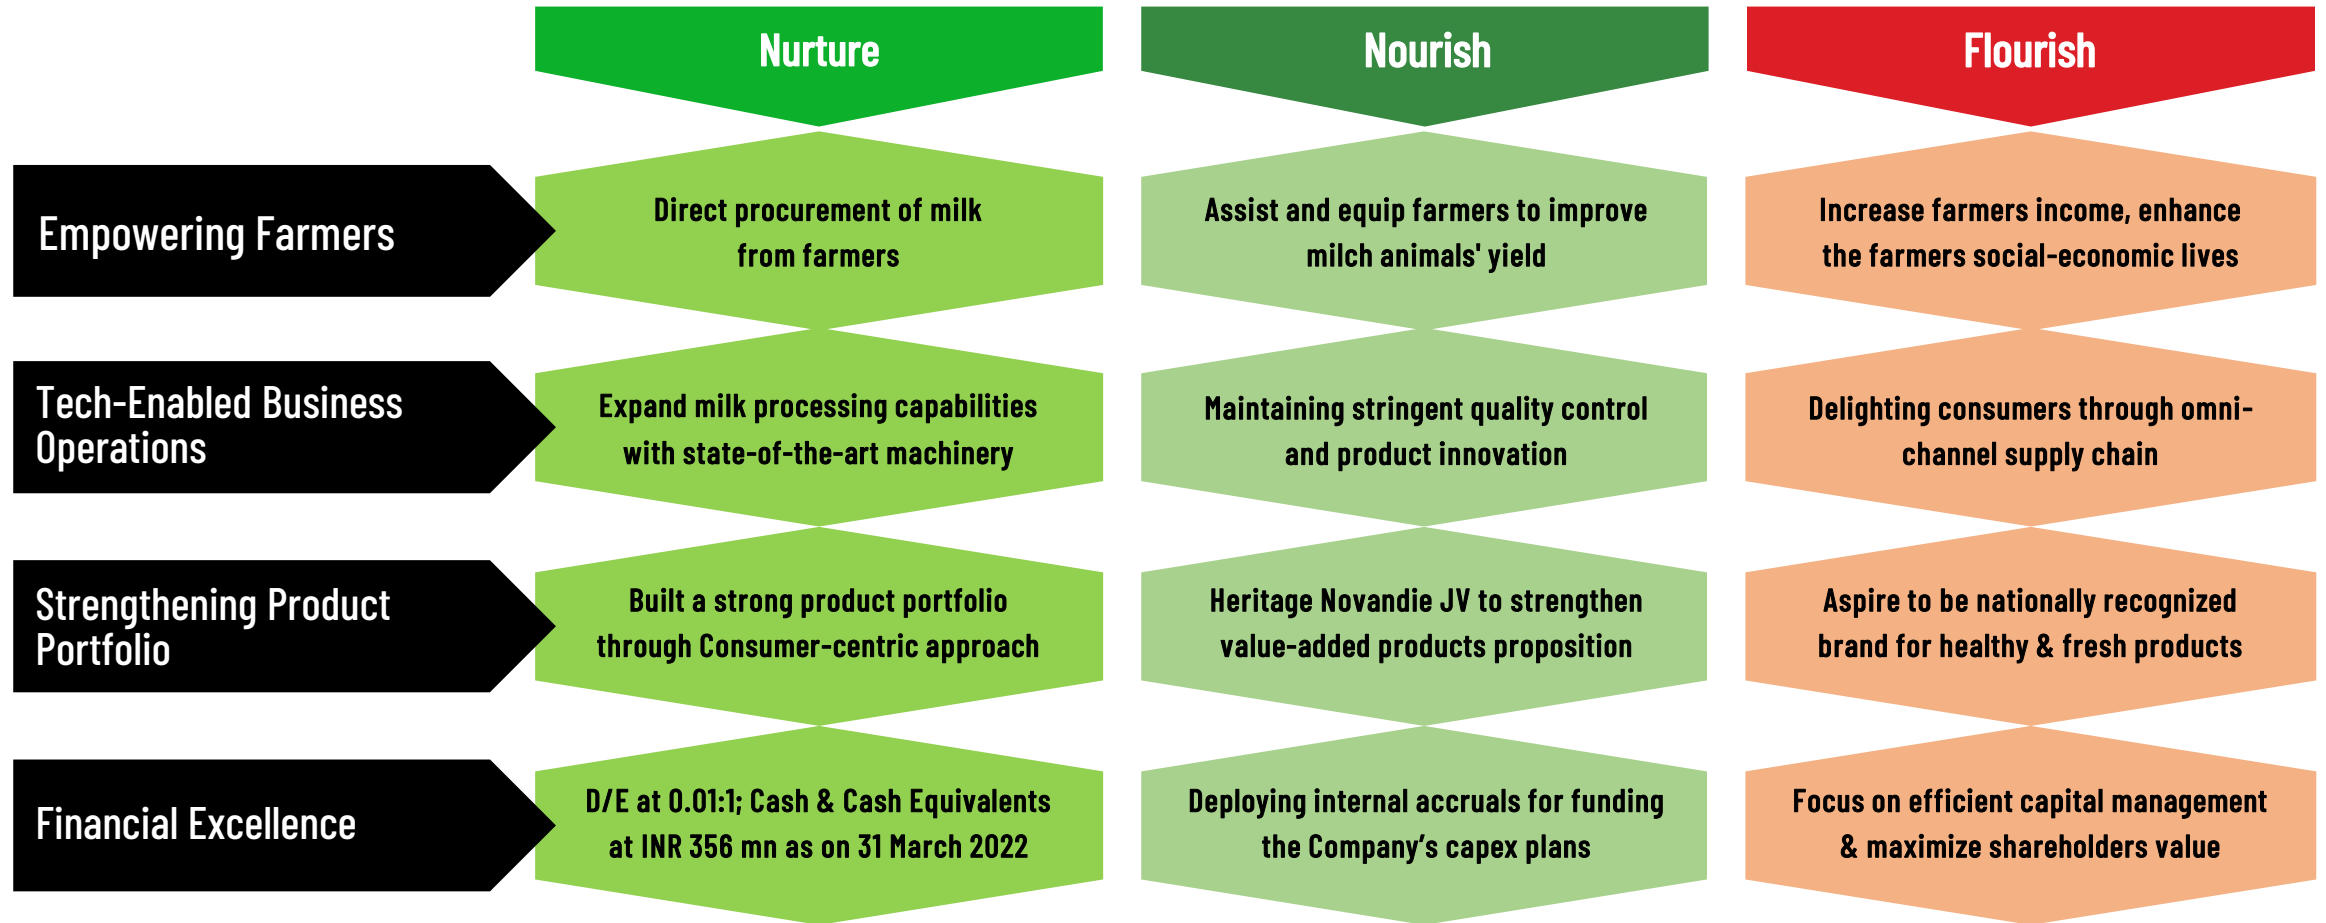 Nurture
Nourish
Flourish
Empowering Farmers
Direct procurement of milk
from farmers
Assist and equip farmers to improve
milch animals' yield
Increase farmers income, enhance
the farmers social-economic lives
Tech-Enabled Business
Operations
Expand milk processing capabilities
with state-of-the-art machinery
Maintaining stringent quality control
and product innovation
Delighting consumers through omni-
channel supply chain
Strengthening Product
Portfolio
Built a strong product portfolio
through Consumer-centric approach
Heritage Novandie JV to strengthen
value-added products proposition
Aspire to be nationally recognized
brand for healthy & fresh products
Financial Excellence
D/E at 0.01:1; Cash & Cash Equivalents
at INR 356 mn as on 31 March 2022
Deploying internal accruals for funding
the Company’s capex plans
Focus on efficient capital management
& maximize shareholders value